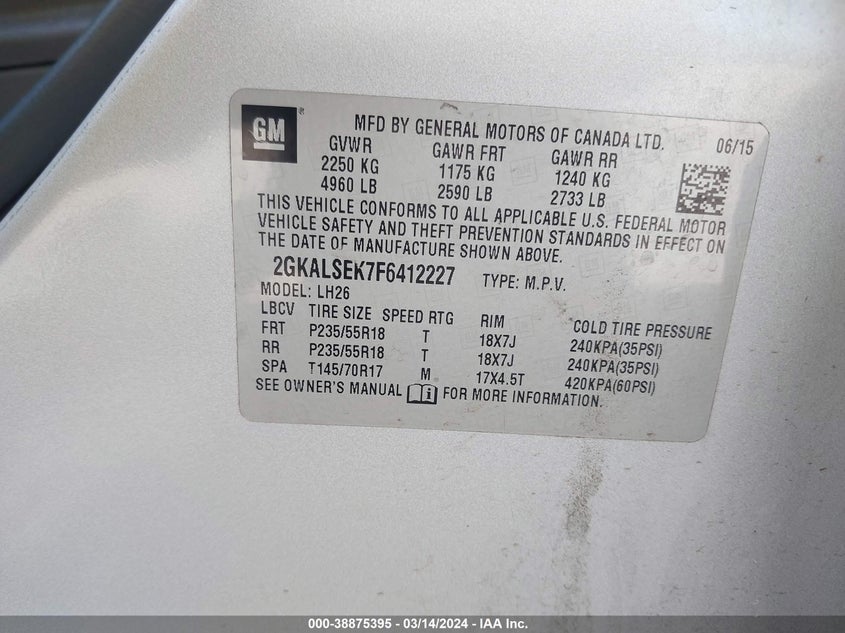 GM ®
MFD BY GENERAL MOTORS OF CANADA LTD. 06/15
GVWR GAWR FRT GAWR RR
2250 KG 1175 KG 1240 KG
4960 LB 2590 LB 2733 LB
THIS VEHICLE CONFORMS TO ALL APPLICABLE U.S. FEDERAL MOTOR
VEHICLE SAFETY AND THEFT PREVENTION STANDARDS IN EFFECT ON
THE DATE OF MANUFACTURE SHOWN ABOVE.
2GKALSEK7F6412227 TYPE: M.P.V.
MODEL: LH26
LBCV TIRE SIZE SPEED RTG RIM COLD TIRE PRESSURE
FRT P235/55R18 T 18X7J 240KPA(35PSI)
RR P235/55R18 T 18X7J 240KPA(35PSI)
SPA T145/70R17 M 17X4.5T 420KPA(60PSI)
SEE OWNER'S MANUAL FOR MORE INFORMATION.
000-38875395 - 03/14/2024 - IAA Inc.